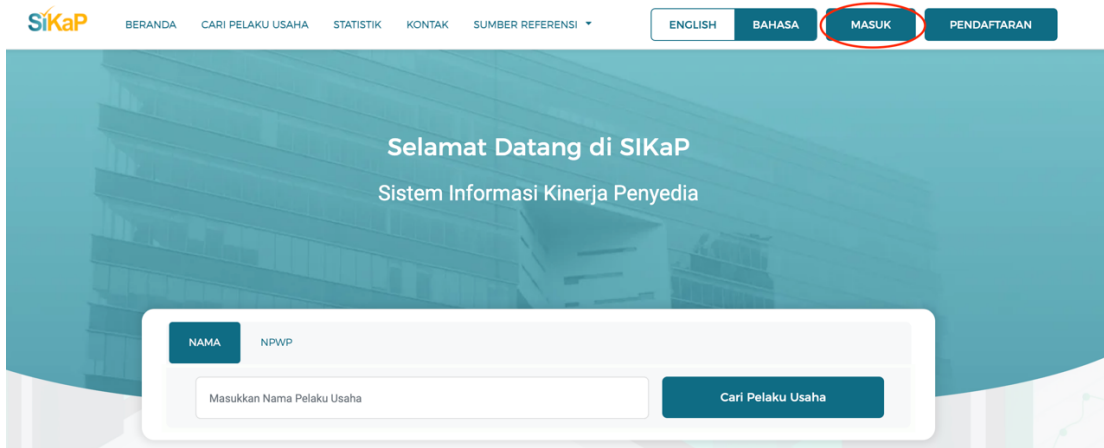 SiKaP
BERANDA CARI PELAKU USAHA STATISTIK KONTAK SUMBER REFERENSI ENGLISH BAHASA MASUK PENDAFTARAN
Selamat Datang di SIKaP
Sistem Informasi Kinerja Penyedia
NAMA NPWP
Masukkan Nama Pelaku Usaha Cari Pelaku Usaha